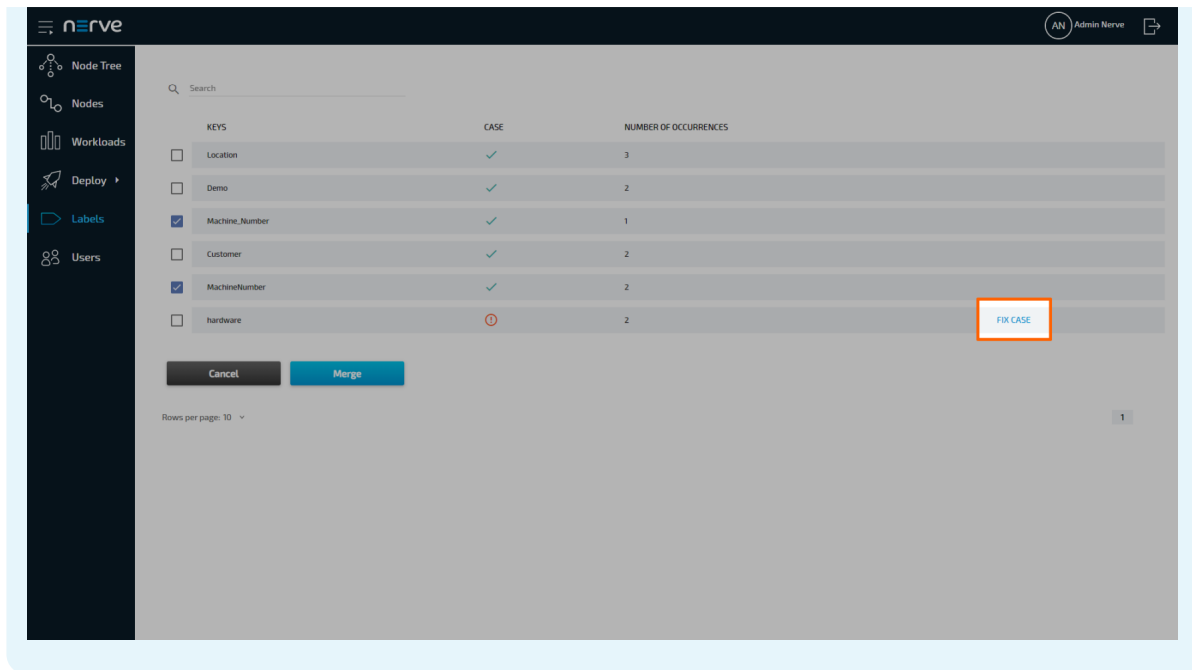 nerve
AN Admin Nerve
Node Tree
Nodes
Workloads
Deploy
Labels
Users
Search
KEYS CASE NUMBER OF OCCURRENCES
Location 3
Demo 2
Machine_Number 1
Customer 2
MachineNumber 2
hardware 2 FIX CASE
Cancel Merge
Rows per page: 10 1